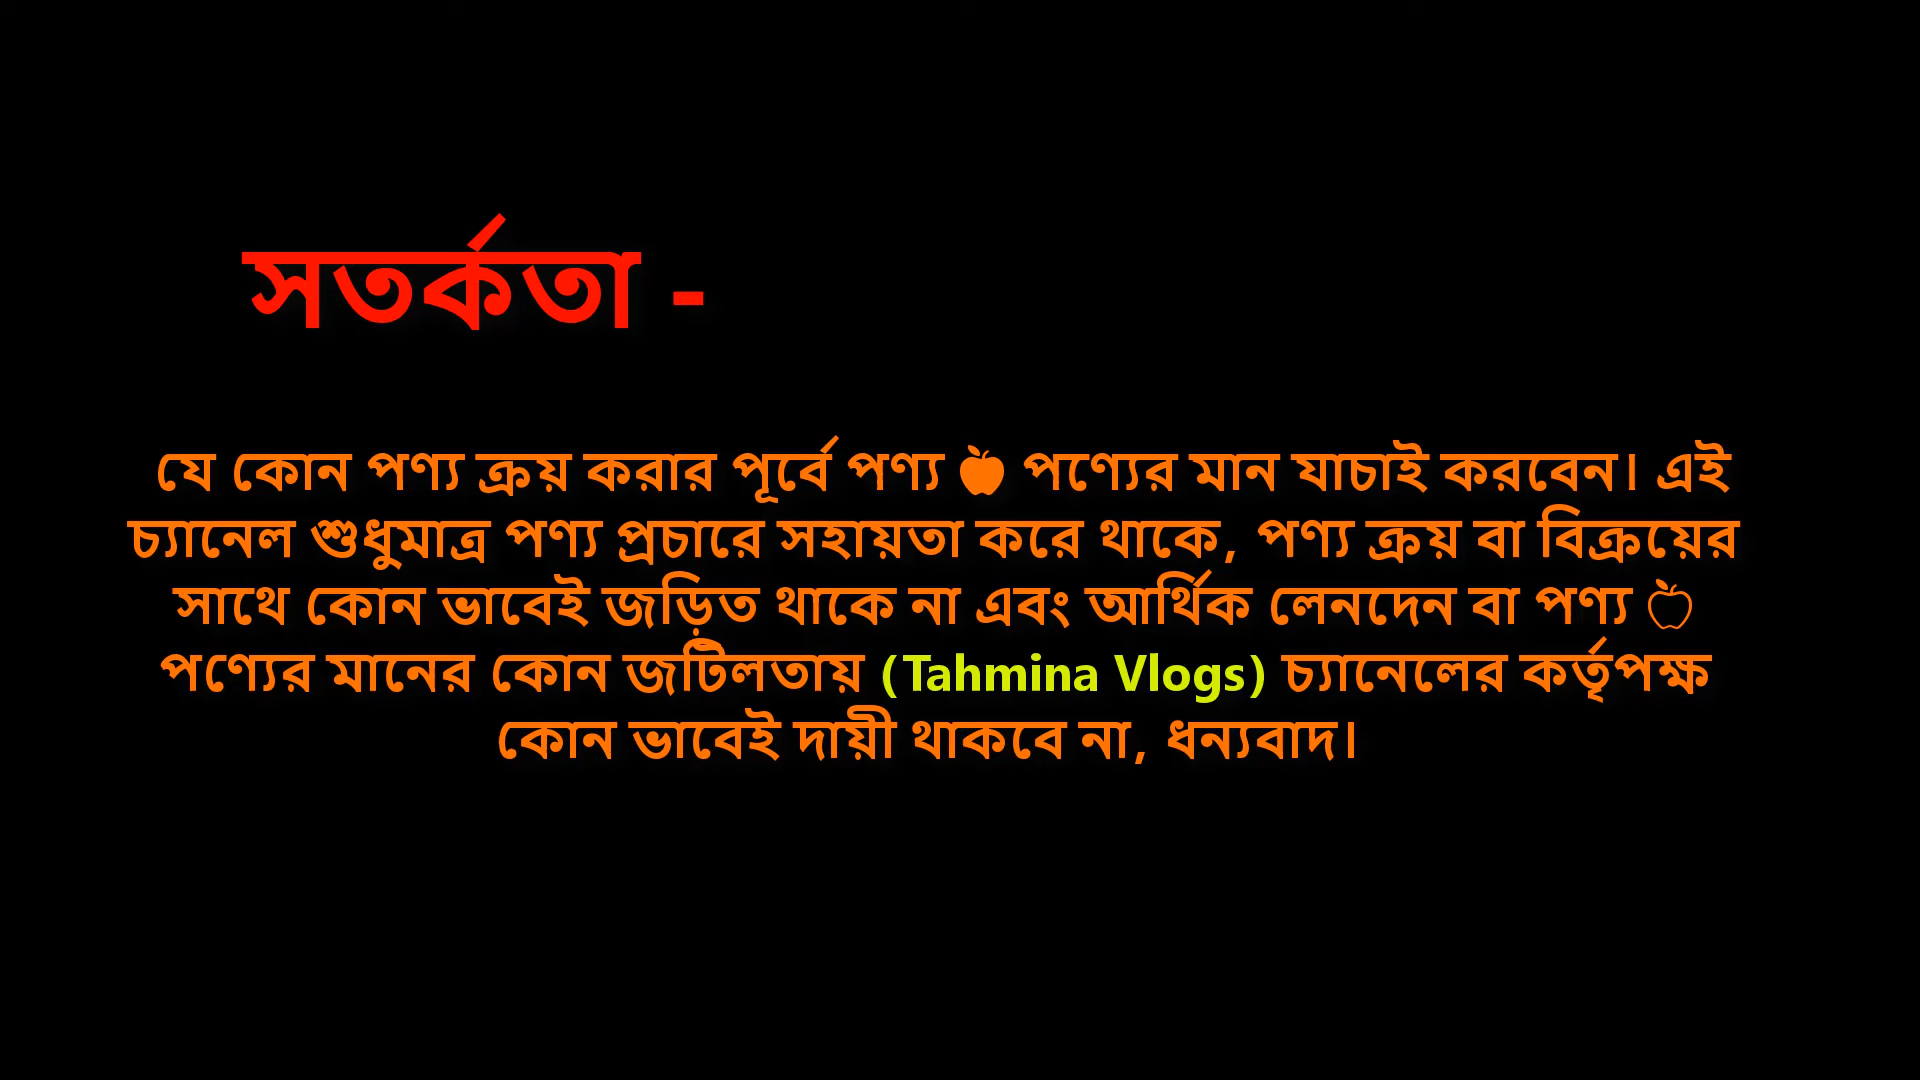 সতর্কতা -
যে কোন পণ্য ক্রয় করার পূর্বে পণ্য 🍎 পণ্যের মান যাচাই করবেন। এই
চ্যানেল শুধুমাত্র পণ্য প্রচারে সহায়তা করে থাকে, পণ্য ক্রয় বা বিক্রয়ের
সাথে কোন ভাবেই জড়িত থাকে না এবং আর্থিক লেনদেন বা পণ্য 🍎
পণ্যের মানের কোন জটিলতায় (Tahmina Vlogs) চ্যানেলের কর্তৃপক্ষ
কোন ভাবেই দায়ী থাকবে না, ধন্যবাদ।